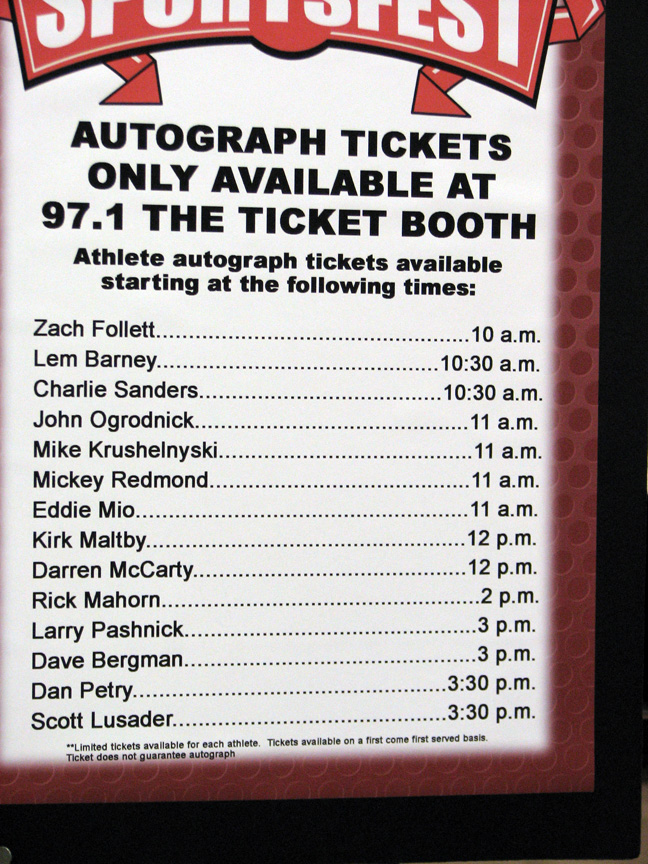 SPORTSFEST
AUTOGRAPH TICKETS
ONLY AVAILABLE AT
97.1 THE TICKET BOOTH
Athlete autograph tickets available
starting at the following times:
Zach Follett..................................................10 a.m.
Lem Barney.............................................10:30 a.m.
Charlie Sanders.......................................10:30 a.m.
John Ogrodnick............................................11 a.m.
Mike Krushelnyski.........................................11 a.m.
Mickey Redmond..........................................11 a.m.
Eddie Mio.....................................................11 a.m.
Kirk Maltby...................................................12 p.m.
Darren McCarty............................................12 p.m.
Rick Mahorn...................................................2 p.m.
Larry Pashnick...............................................3 p.m.
Dave Bergman...............................................3 p.m.
Dan Petry..................................................3:30 p.m.
Scott Lusader...........................................3:30 p.m.
**Limited tickets available for each athlete. Tickets available on a first come first served basis.
Ticket does not guarantee autograph